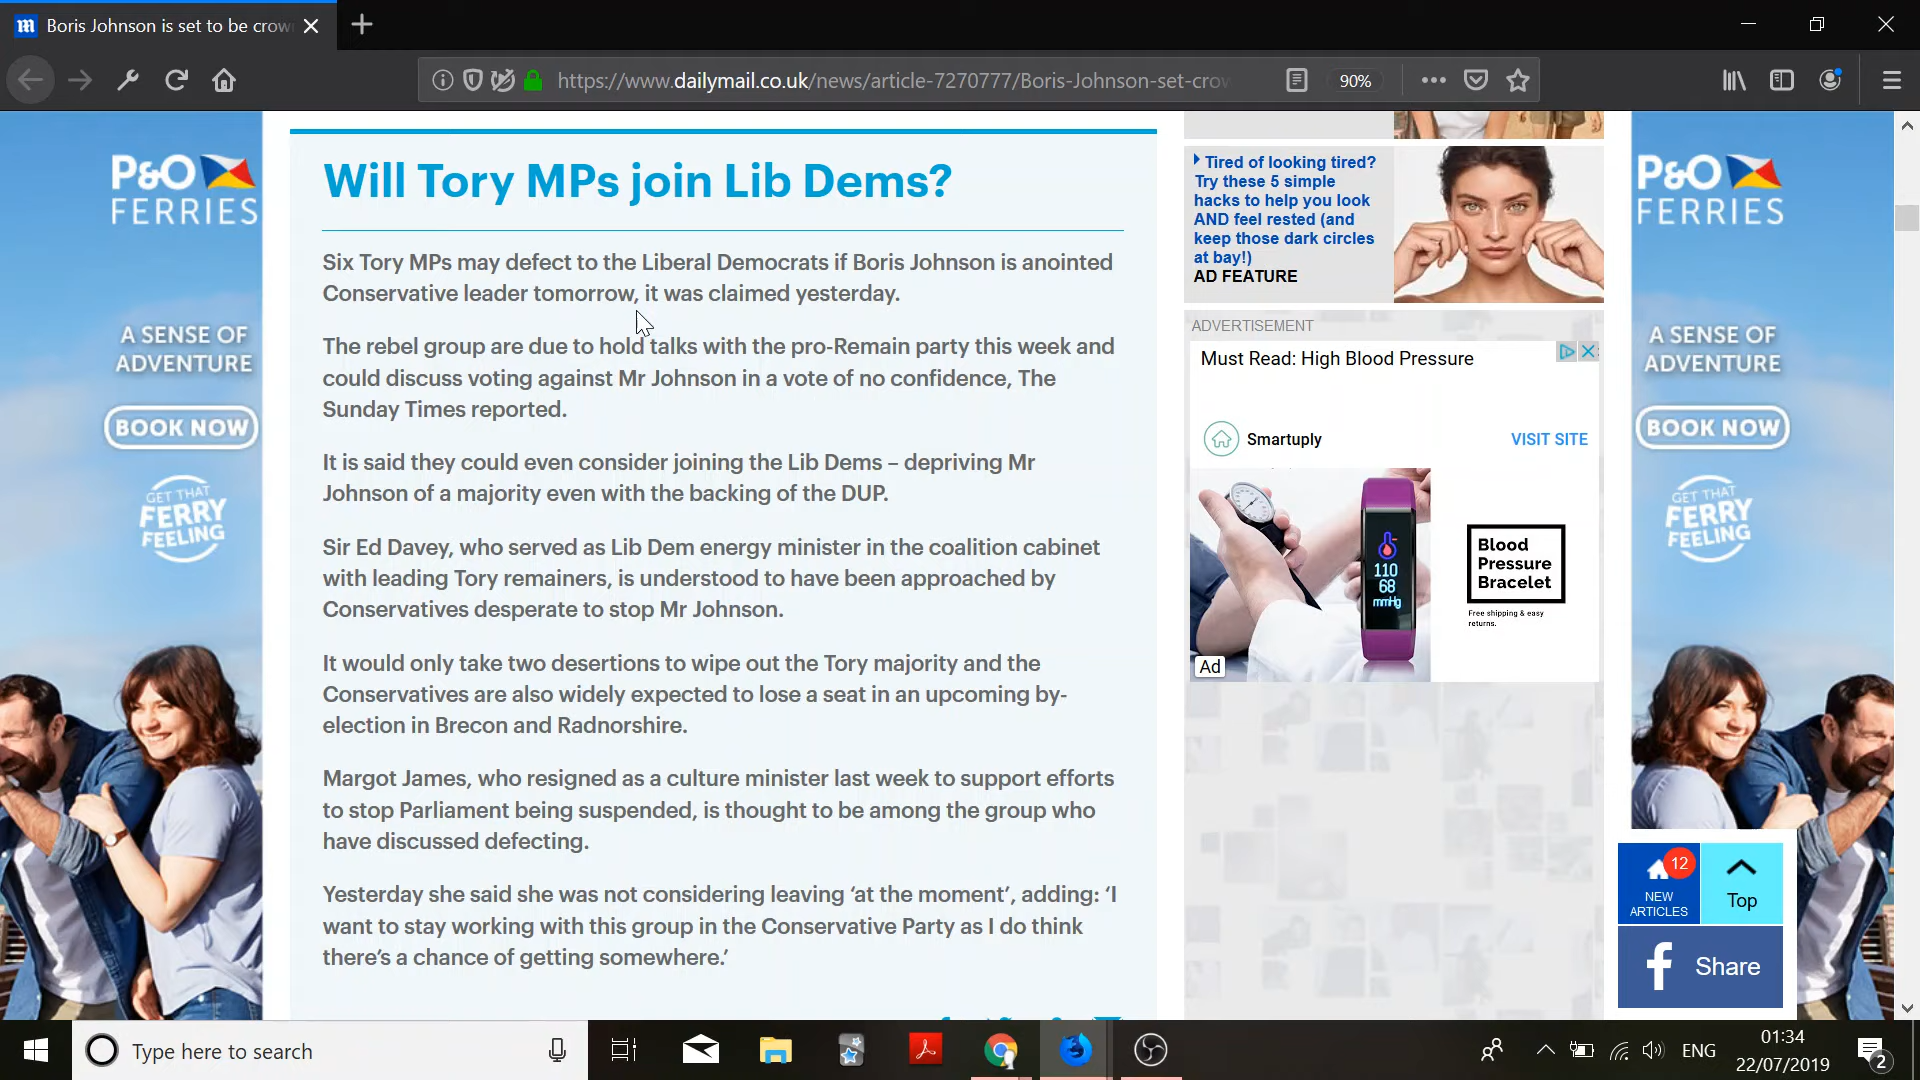 Boris Johnson is set to be crow
https://www.dailymail.co.uk/news/article-7270777/Boris-Johnson-set-crow
90%
P&O
FERRIES
A SENSE OF
ADVENTURE
BOOK NOW
GET THAT
FERRY
FEELING
Will Tory MPs join Lib Dems?
Six Tory MPs may defect to the Liberal Democrats if Boris Johnson is anointed
Conservative leader tomorrow, it was claimed yesterday.
The rebel group are due to hold talks with the pro-Remain party this week and
could discuss voting against Mr Johnson in a vote of no confidence, The
Sunday Times reported.
It is said they could even consider joining the Lib Dems – depriving Mr
Johnson of a majority even with the backing of the DUP.
Sir Ed Davey, who served as Lib Dem energy minister in the coalition cabinet
with leading Tory remainers, is understood to have been approached by
Conservatives desperate to stop Mr Johnson.
It would only take two desertions to wipe out the Tory majority and the
Conservatives are also widely expected to lose a seat in an upcoming by-
election in Brecon and Radnorshire.
Margot James, who resigned as a culture minister last week to support efforts
to stop Parliament being suspended, is thought to be among the group who
have discussed defecting.
Yesterday she said she was not considering leaving ‘at the moment’, adding: ‘I
want to stay working with this group in the Conservative Party as I do think
there’s a chance of getting somewhere.’
Tired of looking tired?
Try these 5 simple
hacks to help you look
AND feel rested (and
keep those dark circles
at bay!)
AD FEATURE
ADVERTISEMENT
Must Read: High Blood Pressure
Smartuply
VISIT SITE
110
68
mmHg
Blood
Pressure
Bracelet
Free shipping & easy
returns.
Ad
P&O
FERRIES
A SENSE OF
ADVENTURE
BOOK NOW
GET THAT
FERRY
FEELING
12
NEW
ARTICLES
Top
Share
Type here to search
ENG
01:34
22/07/2019
2